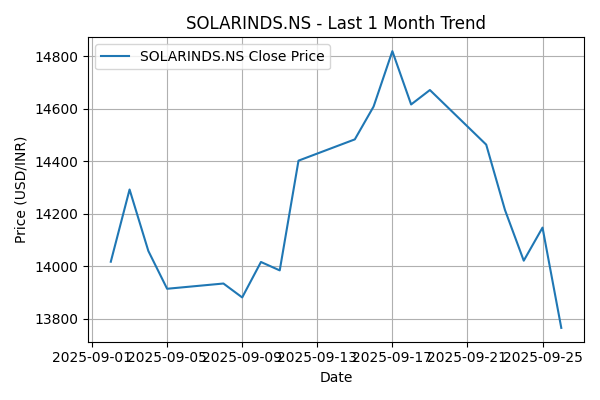 SOLARINDS.NS - Last 1 Month Trend
SOLARINDS.NS Close Price
Price (USD/INR)
14800
14600
14400
14200
14000
13800
2025-09-01 2025-09-05 2025-09-09 2025-09-13 2025-09-17 2025-09-21 2025-09-25
Date